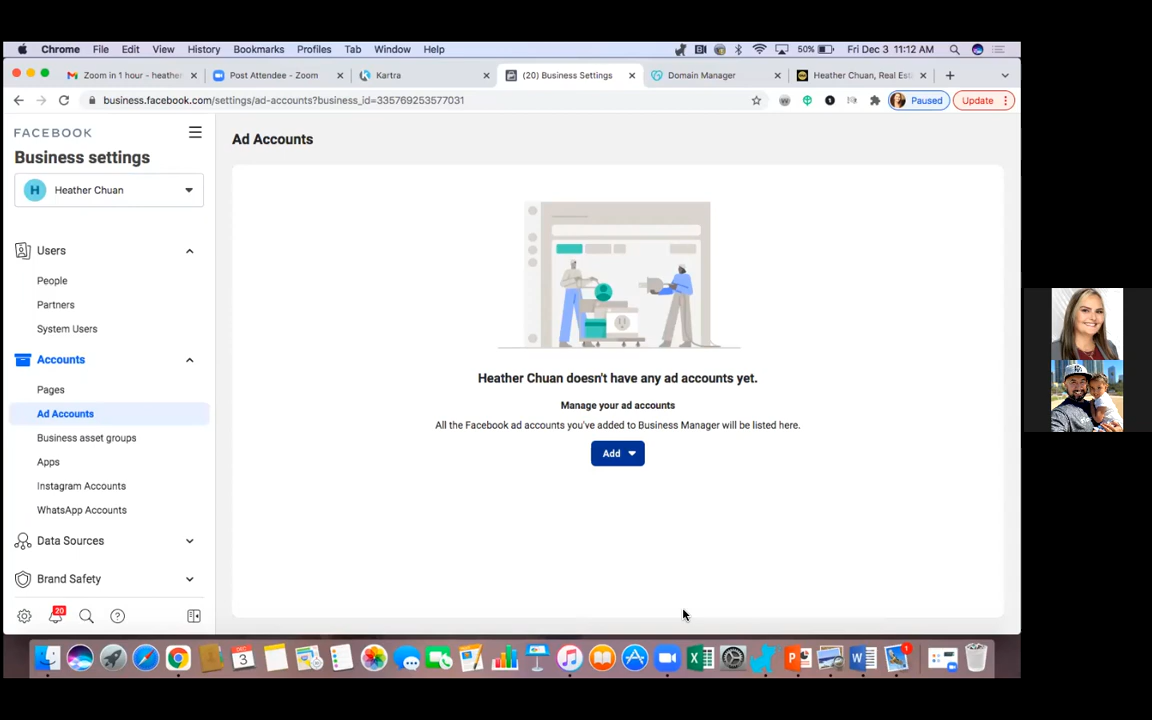 Chrome File Edit View History Bookmarks Profiles Tab Window Help 50% Fri Dec 3 11:12 AM
Zoom in 1 hour - heather Post Attendee - Zoom Kartra (20) Business Settings Domain Manager Heather Chuan, Real Est
business.facebook.com/settings/ad-accounts?business_id=335769253577031 Paused Update
FACEBOOK
Business settings
H Heather Chuan
Users
People
Partners
System Users
Accounts
Pages
Ad Accounts
Business asset groups
Apps
Instagram Accounts
WhatsApp Accounts
Data Sources
Brand Safety
20
Ad Accounts
Heather Chuan doesn't have any ad accounts yet.
Manage your ad accounts
All the Facebook ad accounts you've added to Business Manager will be listed here.
Add
DEC 3 1